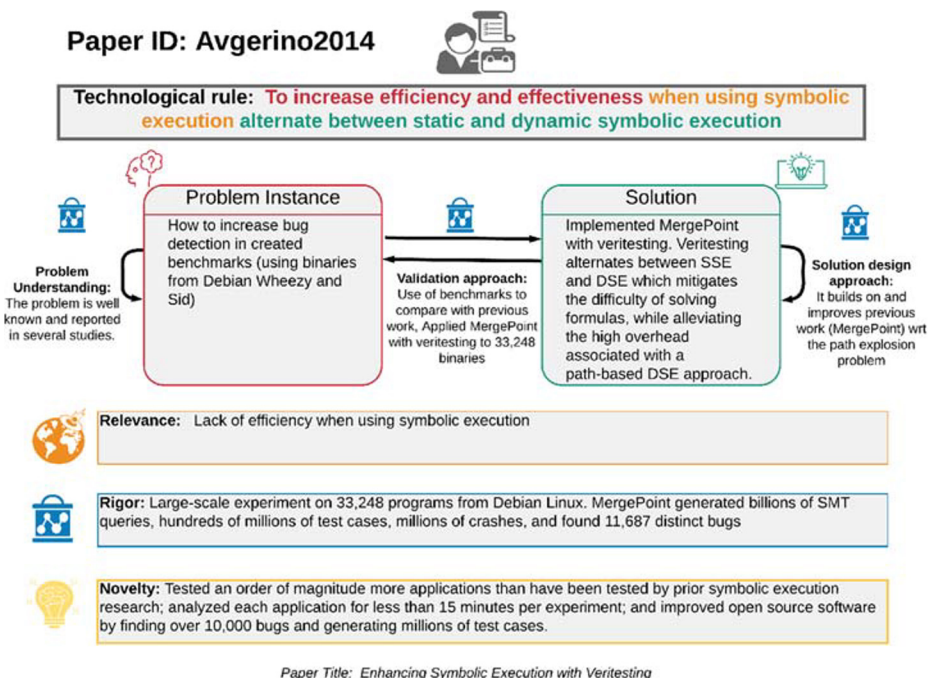 Paper ID: Avgerino2014
Technological rule: To increase efficiency and effectiveness when using symbolic
execution alternate between static and dynamic symbolic execution
Problem Instance
How to increase bug
detection in created
benchmarks (using binaries
from Debian Wheezy and
Sid)
Solution
Implemented MergePoint
with veritesting. Veritesting
alternates between SSE
and DSE which mitigates
the difficulty of solving
formulas, while alleviating
the high overhead
associated with a
path-based DSE approach.
Problem
Understanding:
The problem is well
known and reported
in several studies.
Validation approach:
Use of benchmarks to
compare with previous
work, Applied MergePoint
with veritesting to 33,248
binaries
Solution design
approach:
It builds on and
improves previous
work (MergePoint) wrt
the path explosion
problem
Relevance: Lack of efficiency when using symbolic execution
Rigor: Large-scale experiment on 33,248 programs from Debian Linux. MergePoint generated billions of SMT
queries, hundreds of millions of test cases, millions of crashes, and found 11,687 distinct bugs
Novelty: Tested an order of magnitude more applications than have been tested by prior symbolic execution
research; analyzed each application for less than 15 minutes per experiment; and improved open source software
by finding over 10,000 bugs and generating millions of test cases.
Paper Title: Enhancing Symbolic Execution with Veritesting